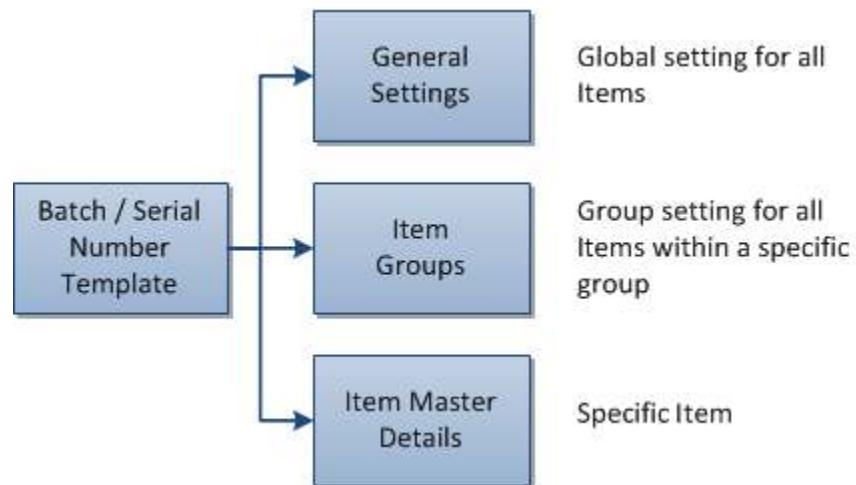 General
Settings
Global setting for all
Items
Batch / Serial
Number
Template
Item
Groups
Group setting for all
Items within a specific
group
Item Master
Details
Specific Item